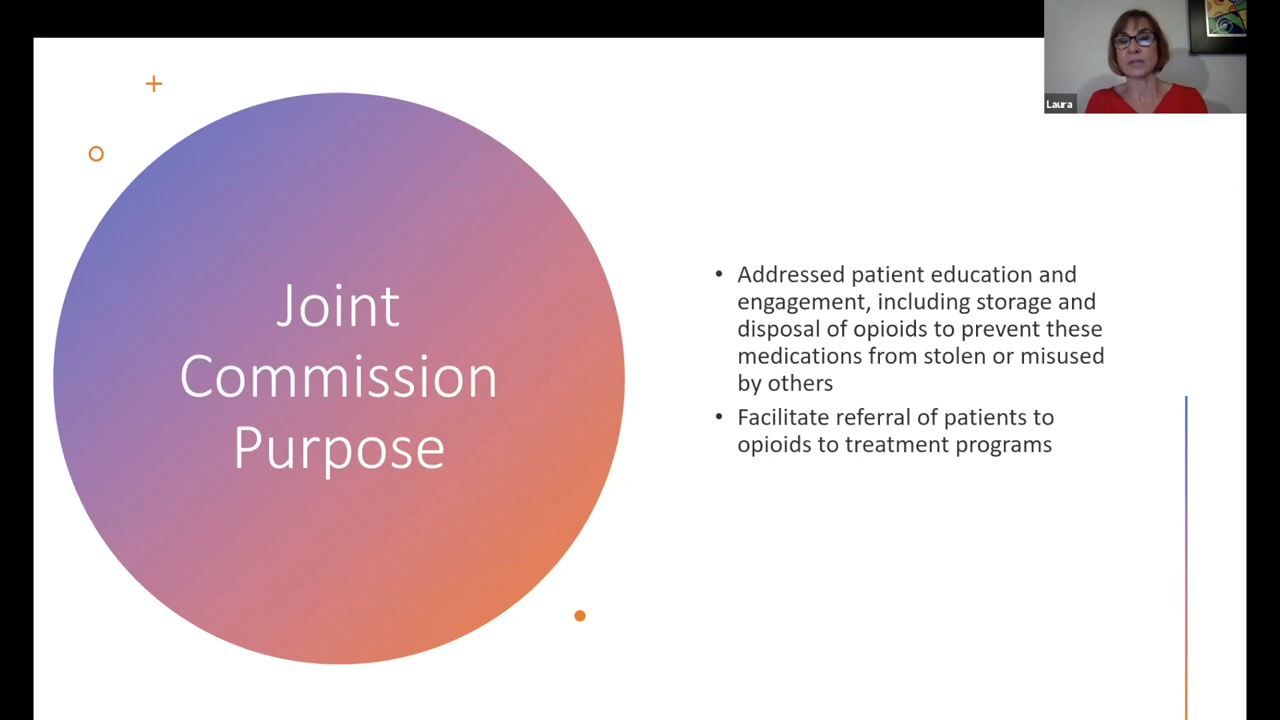 Laura
Joint
Commission
Purpose
• Addressed patient education and
engagement, including storage and
disposal of opioids to prevent these
medications from stolen or misused
by others
• Facilitate referral of patients to
opioids to treatment programs